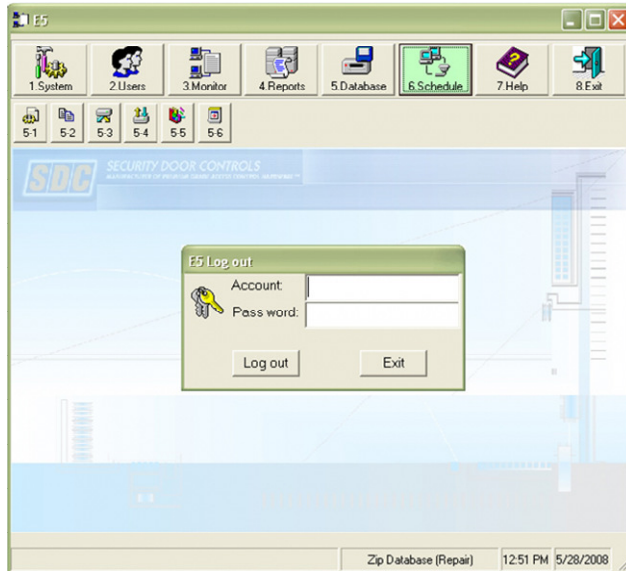 E5
1.System 2.Users 3.Monitor 4.Reports 5.Database 6.Schedule 7.Help 8.Exit
5-1 5-2 5-3 5-4 5-5 5-6
SDC SECURITY DOOR CONTROLS
E5 Log out
Account:
Pass word:
Log out Exit
Zip Database (Repair) 12:51 PM 5/28/2008